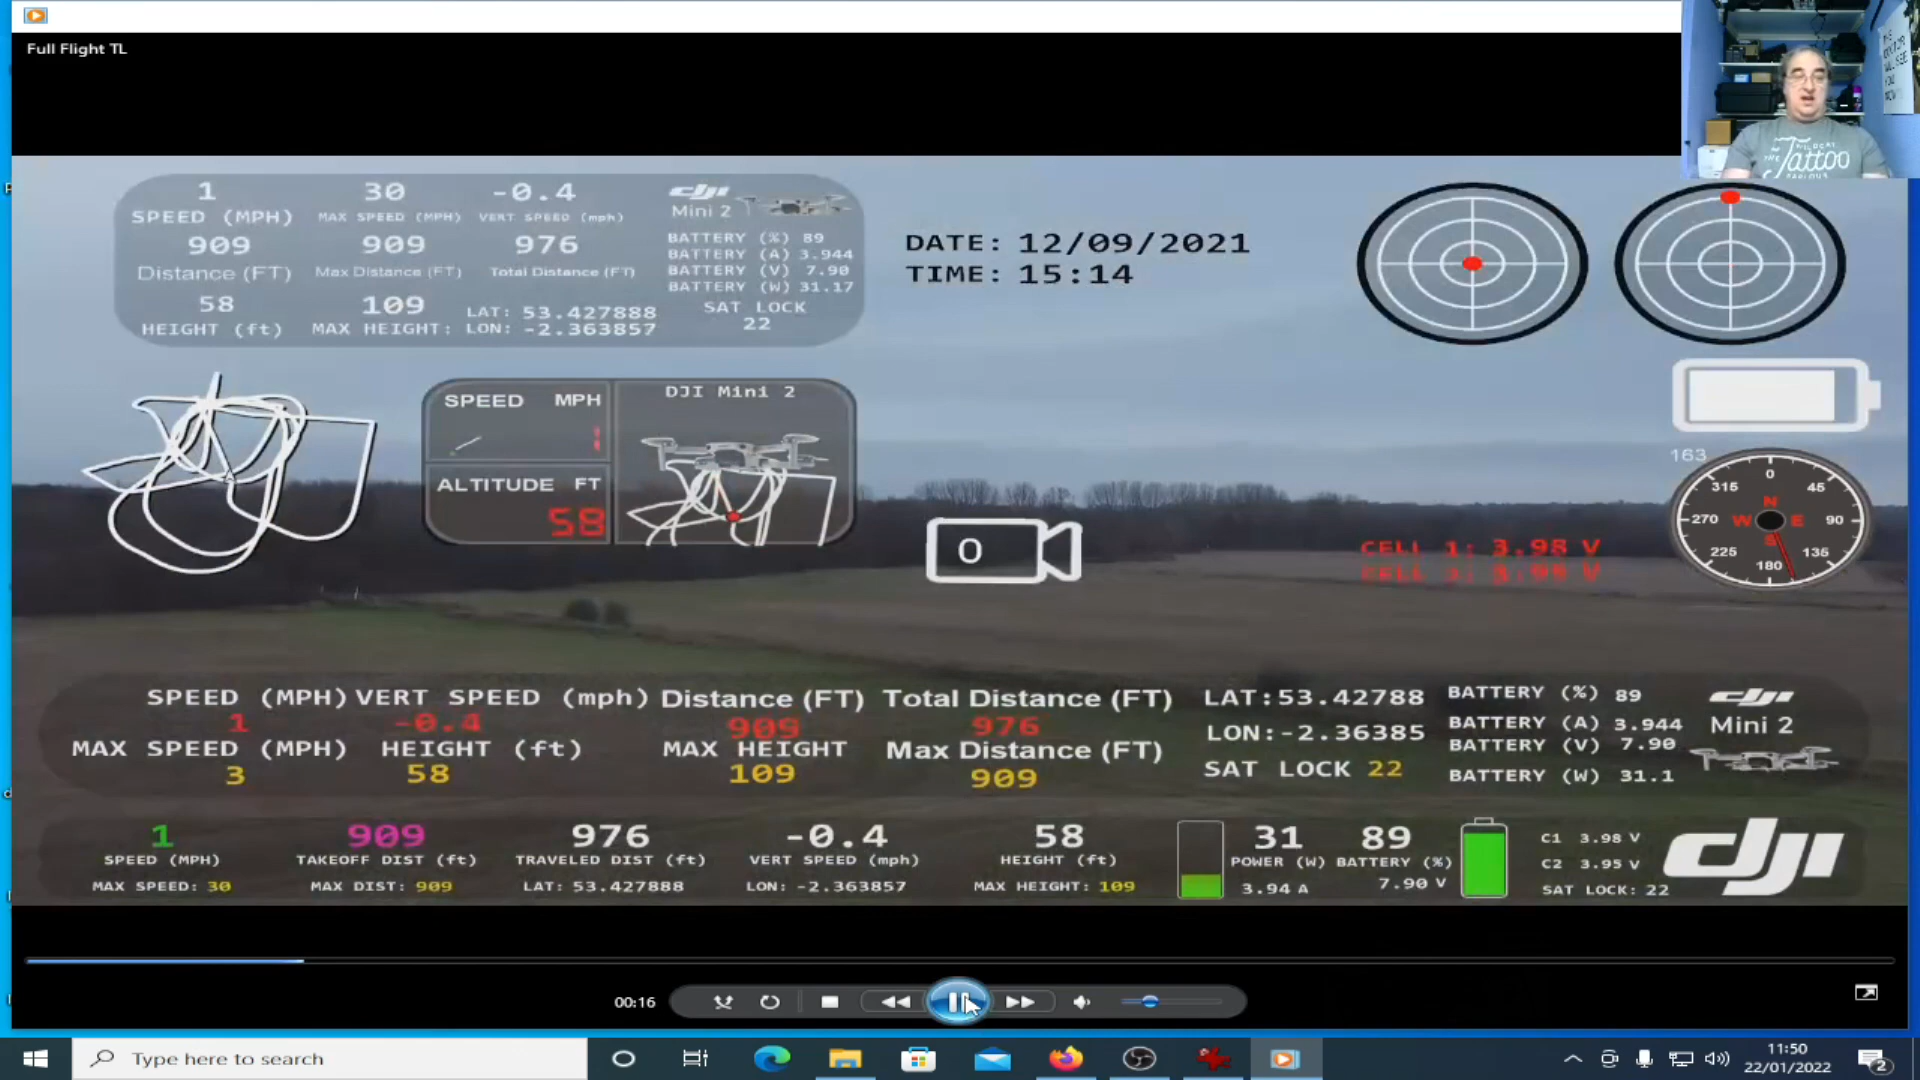 Full Flight TL
THE DOCTOR WILL SEE YOU NOW
THE Tattoo
1 30 -0.4 dji
SPEED (MPH) MAX SPEED (MPH) VERT SPEED (mph) Mini 2
909 909 976
Distance (FT) Max Distance (FT) Total Distance (FT)
58 109
HEIGHT (ft) MAX HEIGHT:
LAT: 53.427888
LON: -2.363857
BATTERY (%) 89
BATTERY (A) 3.944
BATTERY (V) 7.90
BATTERY (W) 31.17
SAT LOCK
22
DATE: 12/09/2021
TIME: 15:14
SPEED MPH
1
ALTITUDE FT
58
DJI Mini 2
0
163
0
45
90
135
180
225
270
315
N
E
S
W
CELL 1: 3.98 V
SPEED (MPH) VERT SPEED (mph) Distance (FT) Total Distance (FT)
1 -0.4 909 976
MAX SPEED (MPH) HEIGHT (ft) MAX HEIGHT Max Distance (FT)
3 58 109 909
LAT:53.42788
LON:-2.36385
SAT LOCK 22
BATTERY (%) 89
BATTERY (A) 3.944
BATTERY (V) 7.90
BATTERY (W) 31.1
dji
Mini 2
1 909 976 -0.4 58
SPEED (MPH) TAKEOFF DIST (ft) TRAVELED DIST (ft) VERT SPEED (mph) HEIGHT (ft)
MAX SPEED: 30 MAX DIST: 909 LAT: 53.427888 LON: -2.363857 MAX HEIGHT: 109
31 89
POWER (W) BATTERY (%)
3.94 A 7.90 V
C1 3.98 V
C2 3.95 V
SAT LOCK: 22
dji
00:16
Type here to search
11:50
22/01/2022
2